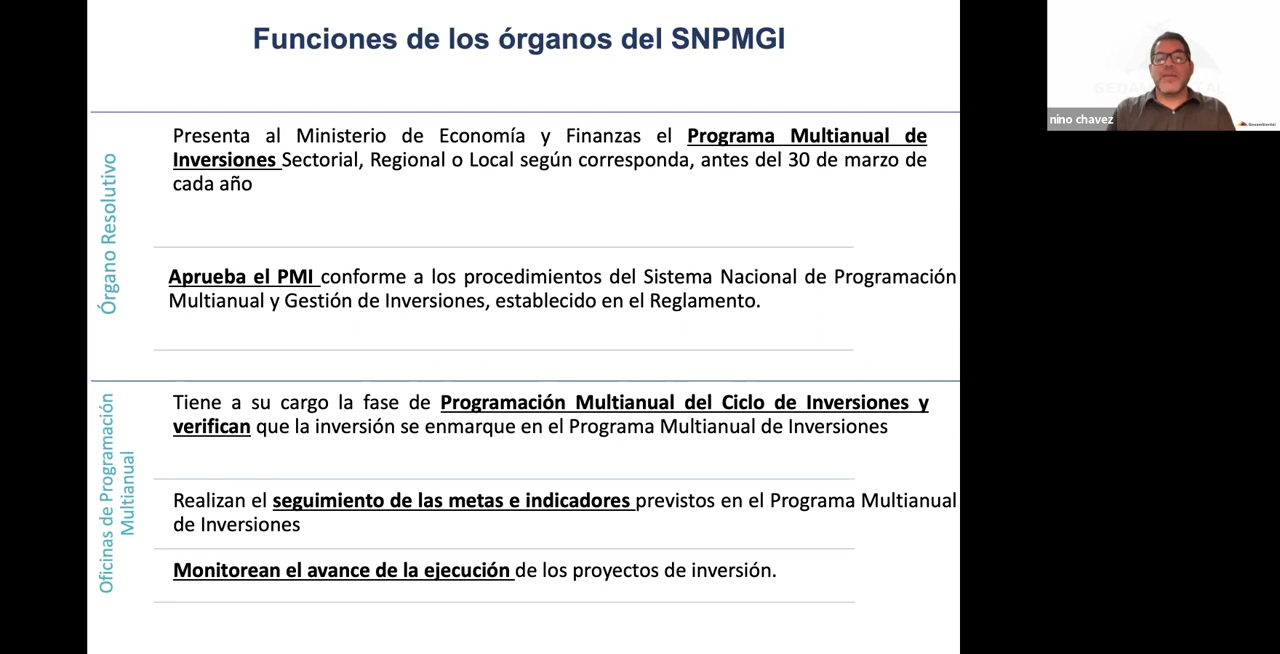 Funciones de los órganos del SNPMGI
Órgano Resolutivo
Presenta al Ministerio de Economía y Finanzas el Programa Multianual de
Inversiones Sectorial, Regional o Local según corresponda, antes del 30 de marzo de
cada año
Aprueba el PMI conforme a los procedimientos del Sistema Nacional de Programación
Multianual y Gestión de Inversiones, establecido en el Reglamento.
Oficinas de Programación
Multianual
Tiene a su cargo la fase de Programación Multianual del Ciclo de Inversiones y
verifican que la inversión se enmarque en el Programa Multianual de Inversiones
Realizan el seguimiento de las metas e indicadores previstos en el Programa Multianual
de Inversiones
Monitorean el avance de la ejecución de los proyectos de inversión.
nino chavez